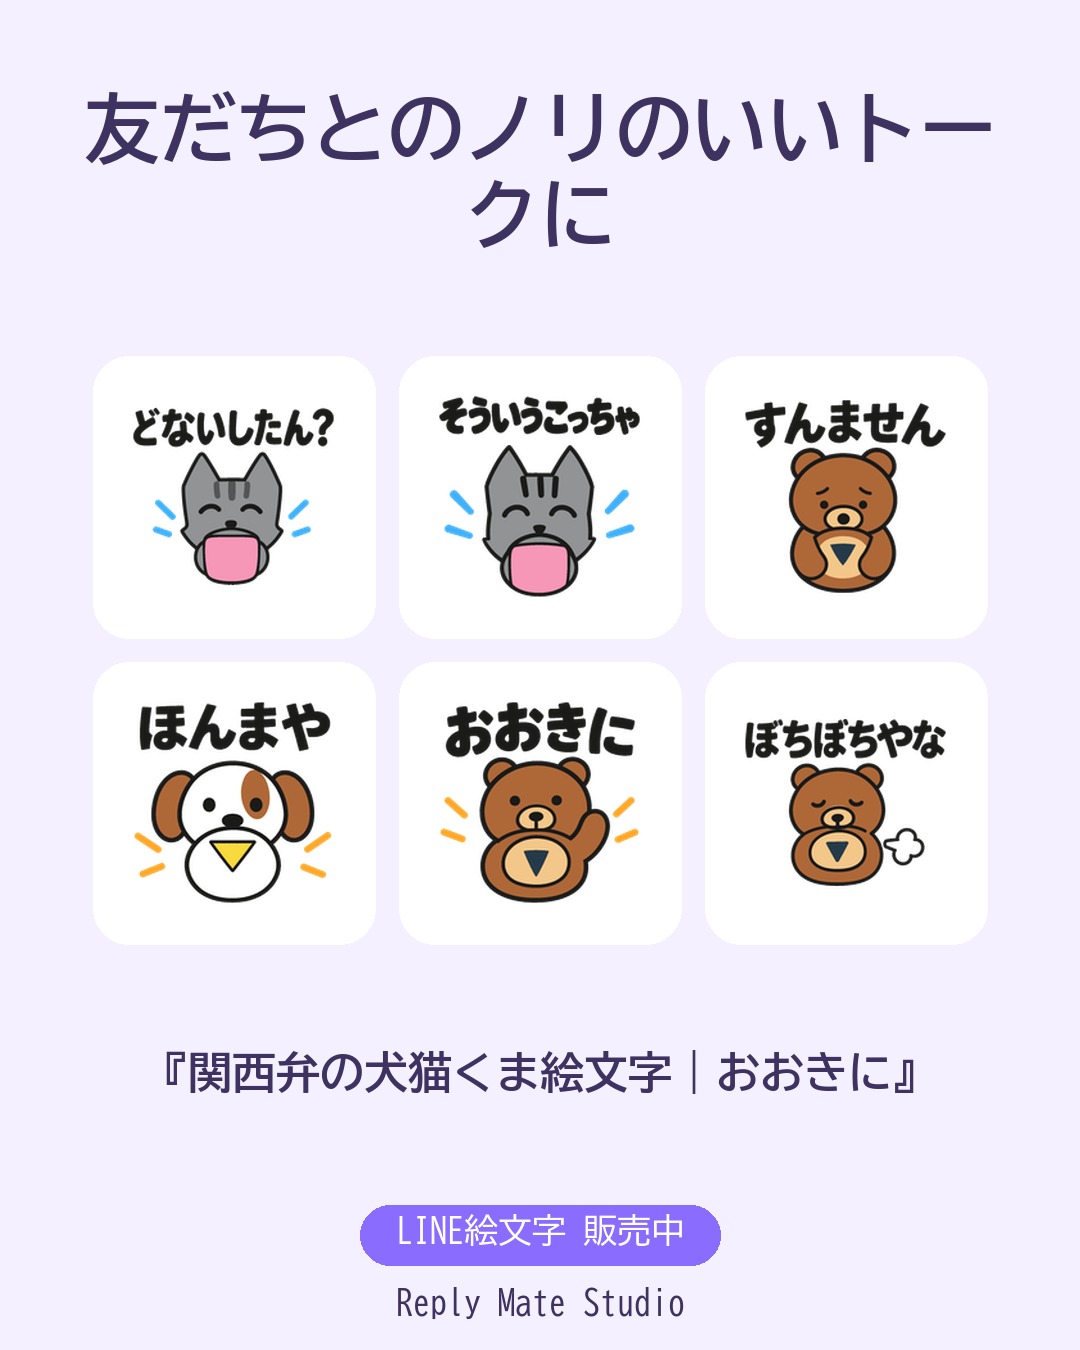 友だちとのノリのいいトー
クに
どないしたん?
そういうこっちゃ
すんません
ほんまや
おおきに
ぼちぼちやな
『関西弁の犬猫くま絵文字｜おおきに』
LINE絵文字 販売中
Reply Mate Studio